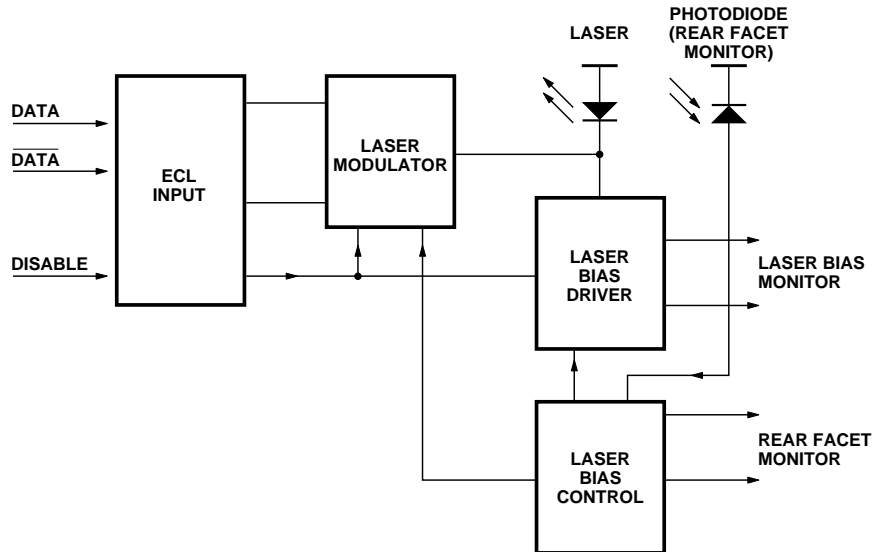 PHOTODIODE
(REAR FACET
MONITOR)
LASER
DATA
DATA
DISABLE
ECL
INPUT
LASER
MODULATOR
LASER
BIAS
DRIVER
LASER BIAS
MONITOR
LASER
BIAS
CONTROL
REAR FACET
MONITOR